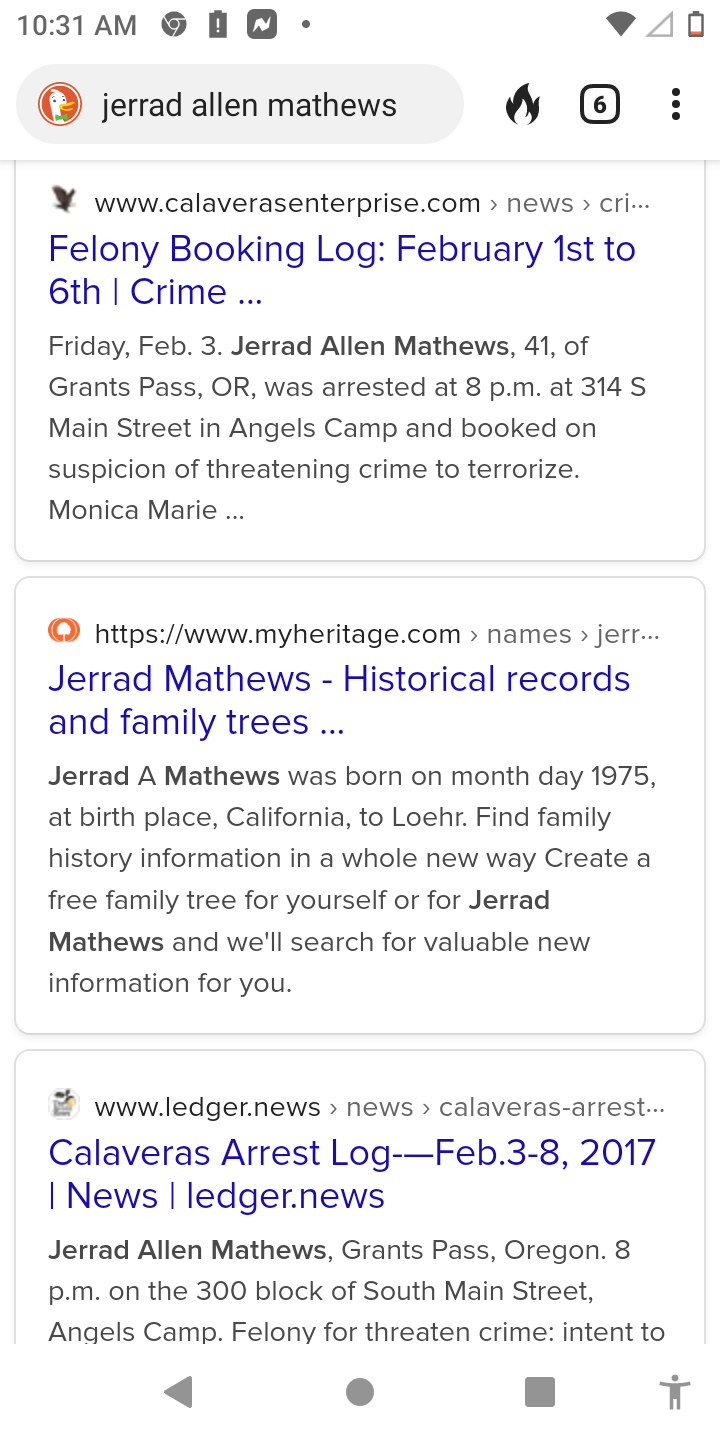 10:31 AM
jerrad allen mathews
6
www.calaverasenterprise.com › news › cri...
Felony Booking Log: February 1st to
6th | Crime ...
Friday, Feb. 3. Jerrad Allen Mathews, 41, of
Grants Pass, OR, was arrested at 8 p.m. at 314 S
Main Street in Angels Camp and booked on
suspicion of threatening crime to terrorize.
Monica Marie ...
https://www.myheritage.com › names › jerr...
Jerrad Mathews - Historical records
and family trees ...
Jerrad A Mathews was born on month day 1975,
at birth place, California, to Loehr. Find family
history information in a whole new way Create a
free family tree for yourself or for Jerrad
Mathews and we'll search for valuable new
information for you.
www.ledger.news › news › calaveras-arrest...
Calaveras Arrest Log-—Feb.3-8, 2017
| News | ledger.news
Jerrad Allen Mathews, Grants Pass, Oregon. 8
p.m. on the 300 block of South Main Street,
Angels Camp. Felony for threaten crime: intent to